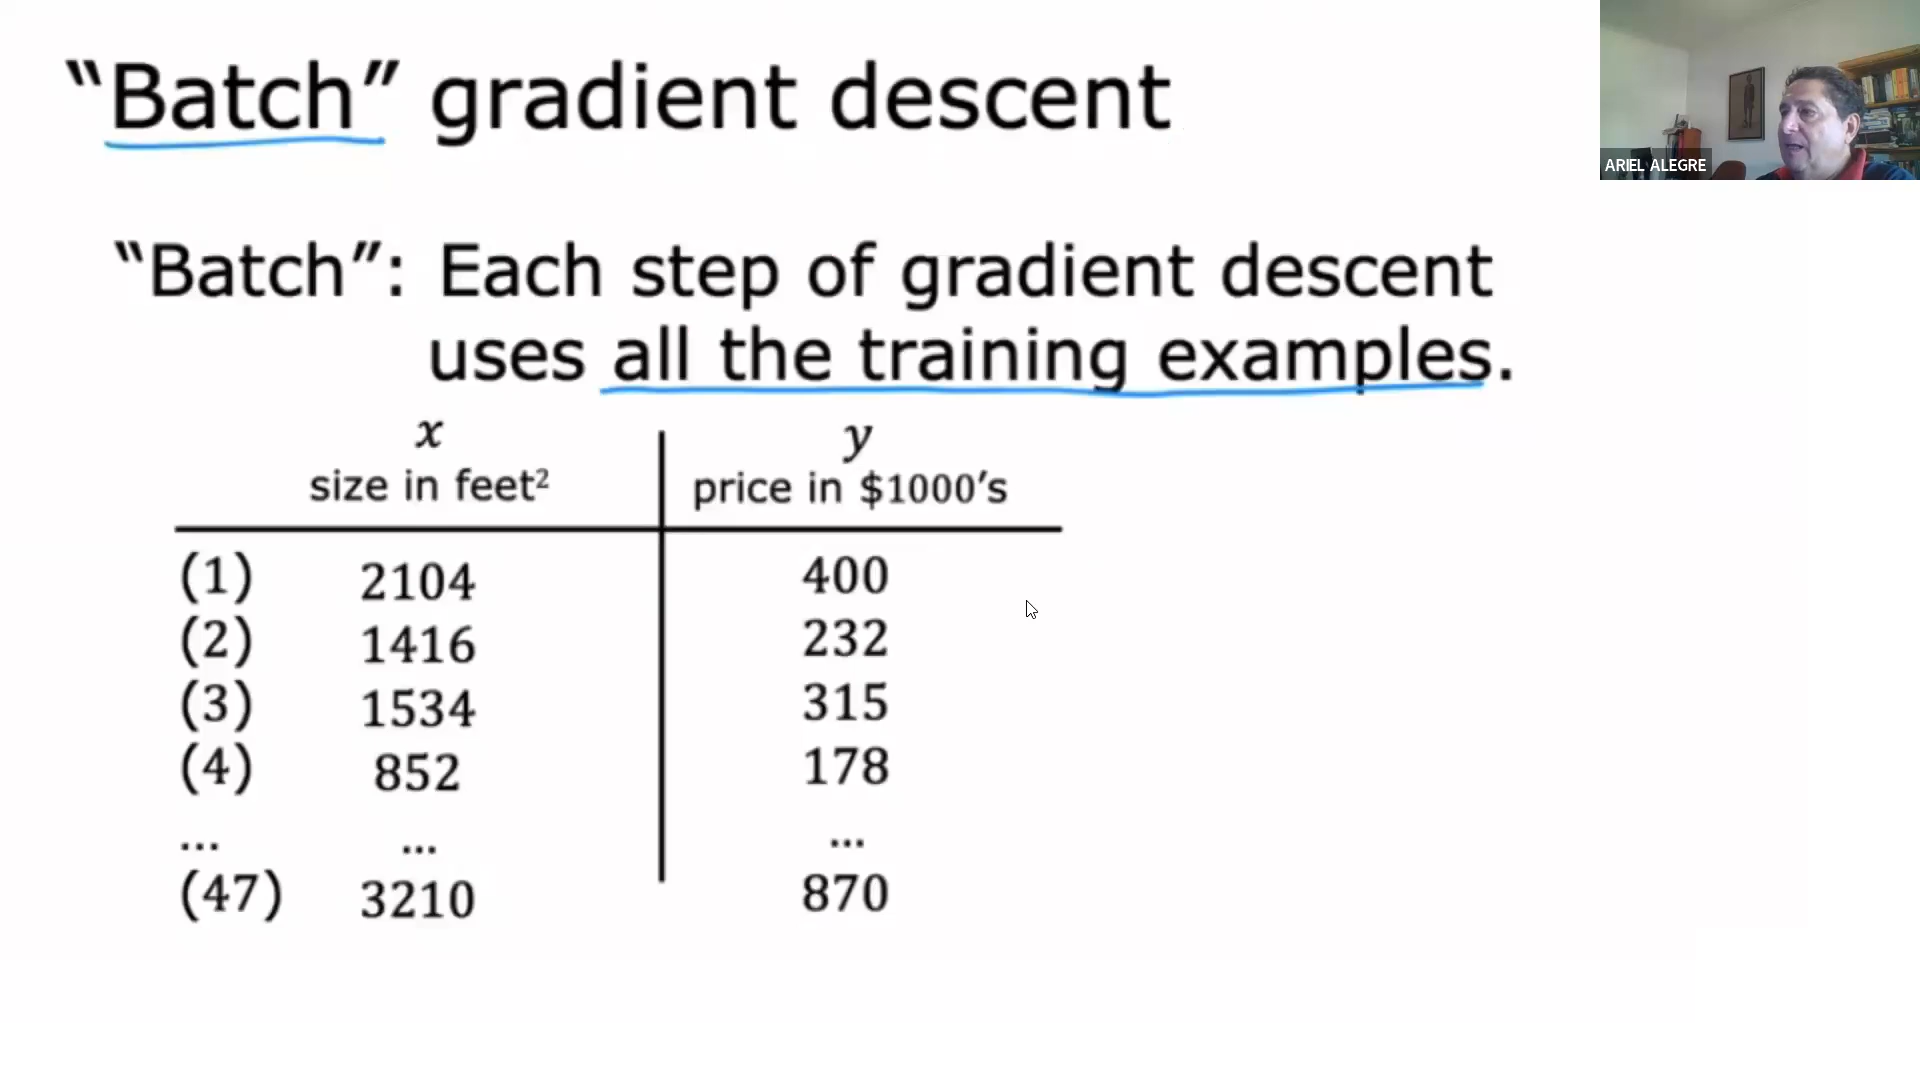 “Batch” gradient descent
ARIEL ALEGRE
“Batch”: Each step of gradient descent
uses all the training examples.
x y
size in feet² price in $1000’s
(1) 2104 400
(2) 1416 232
(3) 1534 315
(4) 852 178
... ... ...
(47) 3210 870